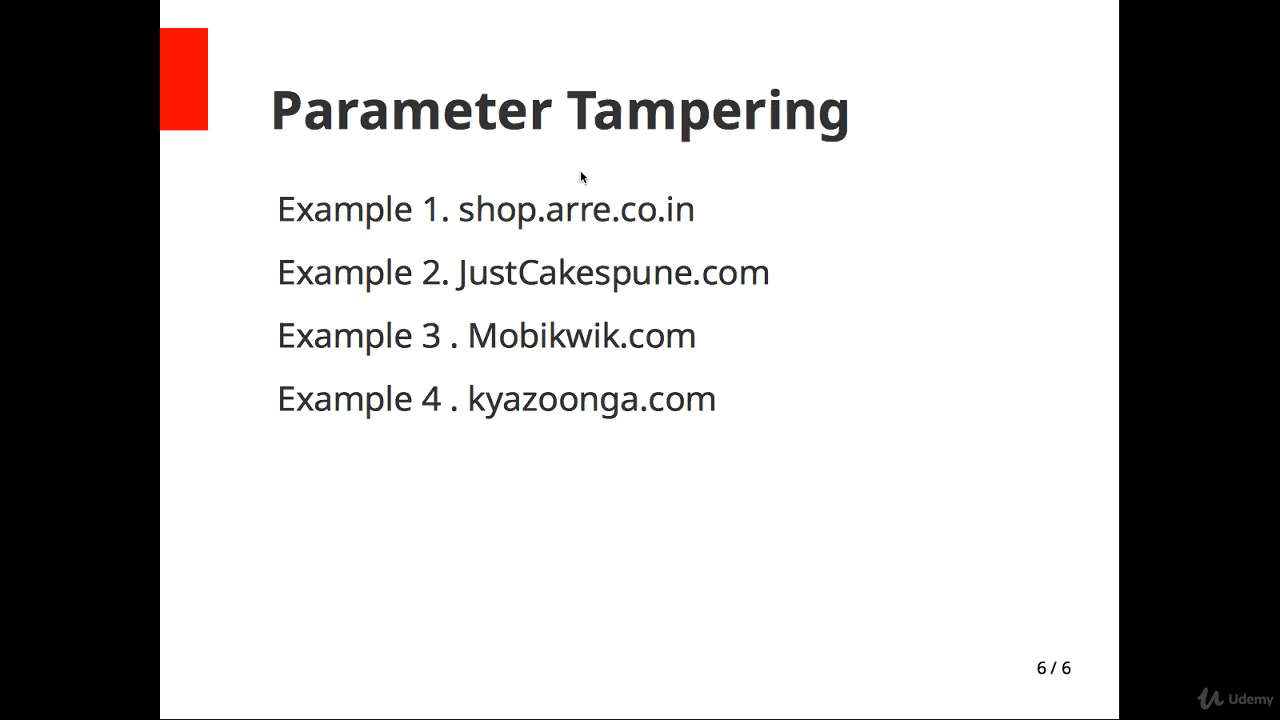 Parameter Tampering
Example 1. shop.arre.co.in
Example 2. JustCakespune.com
Example 3 . Mobikwik.com
Example 4 . kyazoonga.com
6 / 6
Udemy